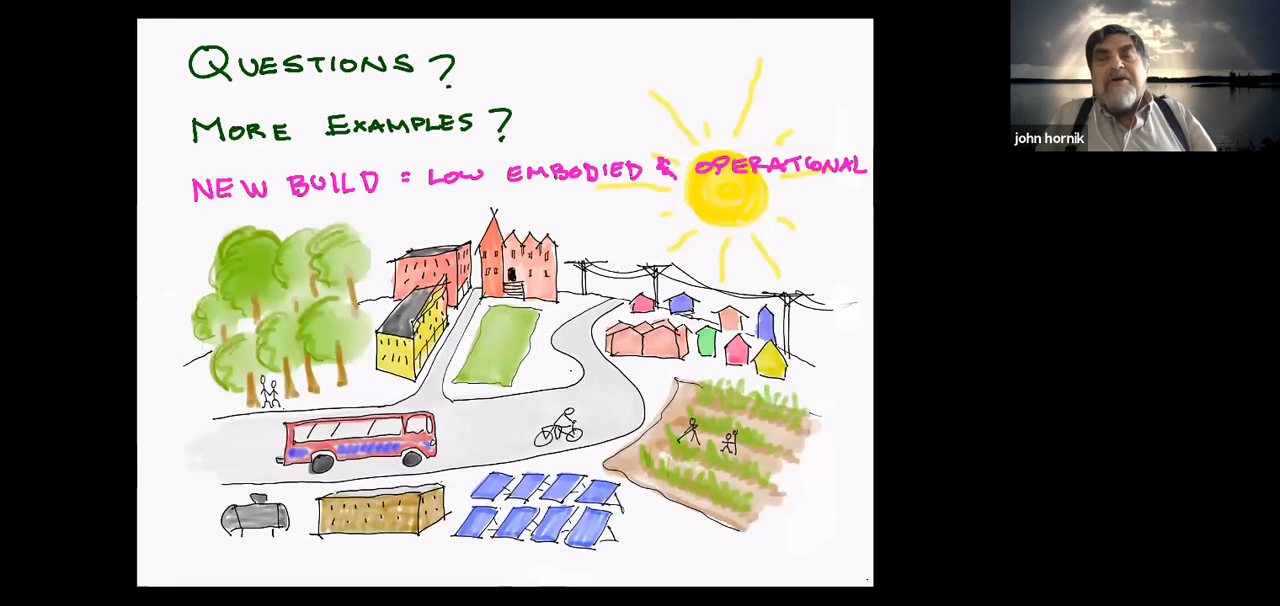 QUESTIONS?
MORE EXAMPLES?
NEW BUILD = LOW EMBODIED & OPERATIONAL
john hornik